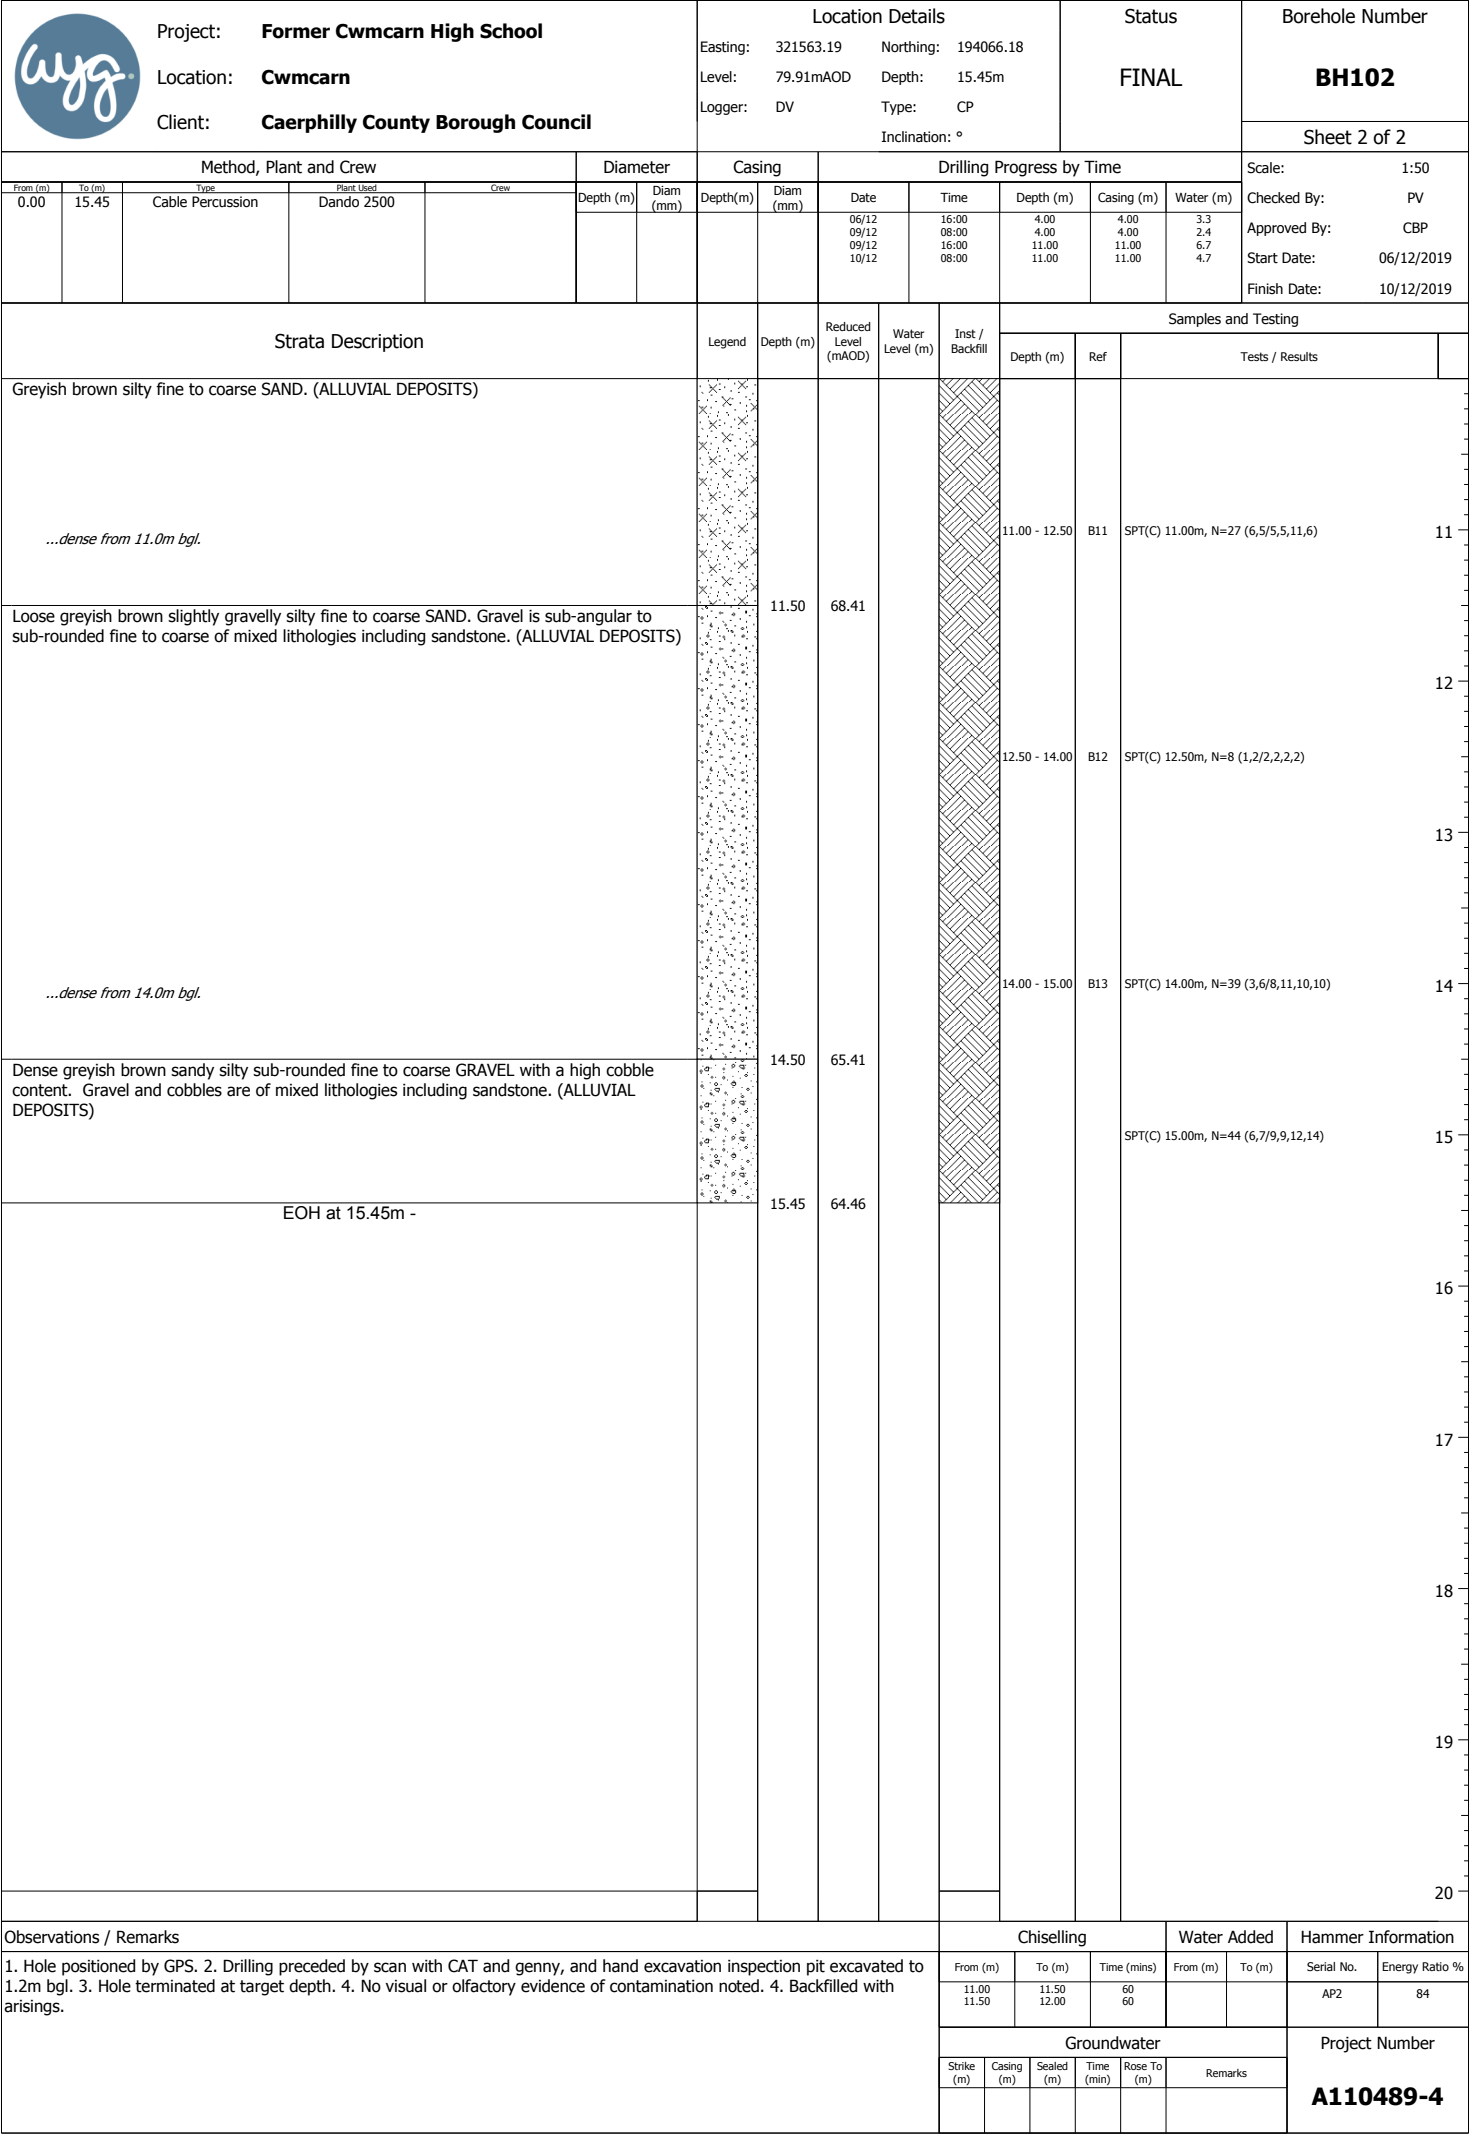 wyg.
Project: Former Cwmcarn High School
Location: Cwmcarn
Client: Caerphilly County Borough Council
Location Details
Easting: 321563.19 Northing: 194066.18
Level: 79.91mAOD Depth: 15.45m
Logger: DV Type: CP
Inclination: °
Status
FINAL
Borehole Number
BH102
Sheet 2 of 2
Method, Plant and Crew
From (m) To (m) Type Plant Used Crew
0.00 15.45 Cable Percussion Dando 2500
Diameter
Depth (m) Diam (mm)
Casing
Depth(m) Diam (mm)
Drilling Progress by Time
Date Time Depth (m) Casing (m) Water (m)
06/12 16:00 4.00 4.00 3.3
09/12 08:00 4.00 4.00 2.4
09/12 16:00 11.00 11.00 6.7
10/12 08:00 11.00 11.00 4.7
Scale: 1:50
Checked By: PV
Approved By: CBP
Start Date: 06/12/2019
Finish Date: 10/12/2019
Strata Description
Legend
Depth (m)
Reduced Level (mAOD)
Water Level (m)
Inst / Backfill
Samples and Testing
Depth (m) Ref Tests / Results
Greyish brown silty fine to coarse SAND. (ALLUVIAL DEPOSITS)
...dense from 11.0m bgl.
11.00 - 12.50 B11 SPT(C) 11.00m, N=27 (6,5/5,5,11,6)
11
11.50 68.41
Loose greyish brown slightly gravelly silty fine to coarse SAND. Gravel is sub-angular to
sub-rounded fine to coarse of mixed lithologies including sandstone. (ALLUVIAL DEPOSITS)
12
12.50 - 14.00 B12 SPT(C) 12.50m, N=8 (1,2/2,2,2,2)
13
...dense from 14.0m bgl.
14.00 - 15.00 B13 SPT(C) 14.00m, N=39 (3,6/8,11,10,10)
14
14.50 65.41
Dense greyish brown sandy silty sub-rounded fine to coarse GRAVEL with a high cobble
content. Gravel and cobbles are of mixed lithologies including sandstone. (ALLUVIAL
DEPOSITS)
SPT(C) 15.00m, N=44 (6,7/9,9,12,14)
15
15.45 64.46
EOH at 15.45m -
16
17
18
19
20
Observations / Remarks
1. Hole positioned by GPS. 2. Drilling preceded by scan with CAT and genny, and hand excavation inspection pit excavated to
1.2m bgl. 3. Hole terminated at target depth. 4. No visual or olfactory evidence of contamination noted. 4. Backfilled with
arisings.
Chiselling
From (m) To (m) Time (mins)
11.00 11.50 60
11.50 12.00 60
Water Added
From (m) To (m)
Hammer Information
Serial No. Energy Ratio %
AP2 84
Groundwater
Strike (m) Casing (m) Sealed (m) Time (min) Rose To (m) Remarks
Project Number
A110489-4